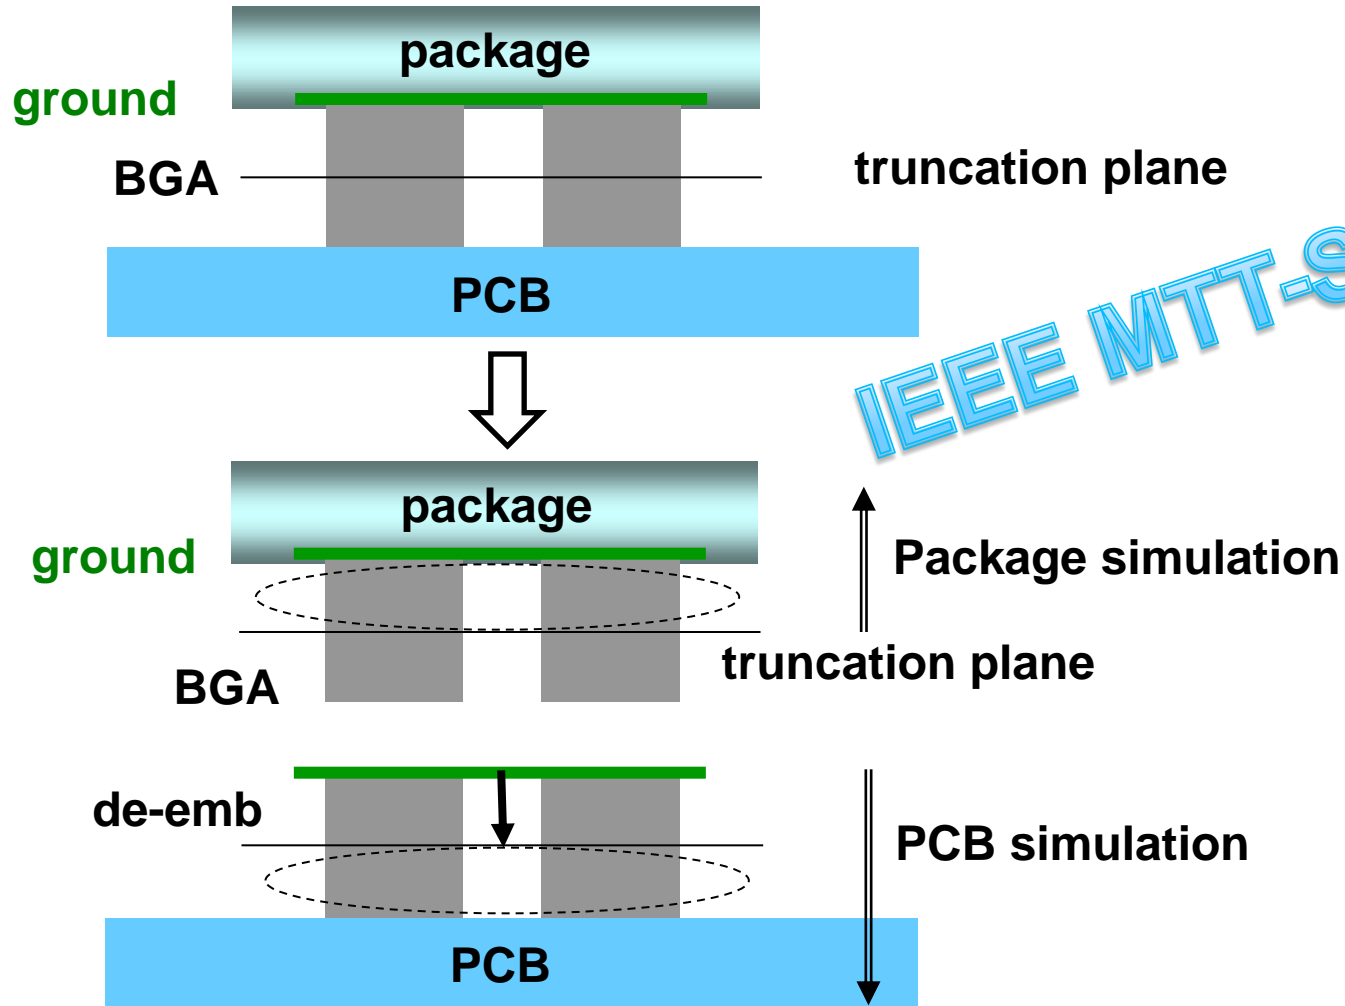 package
ground
BGA
truncation plane
PCB
IEEE MTT-S
package
ground
Package simulation
truncation plane
BGA
de-emb
PCB simulation
PCB